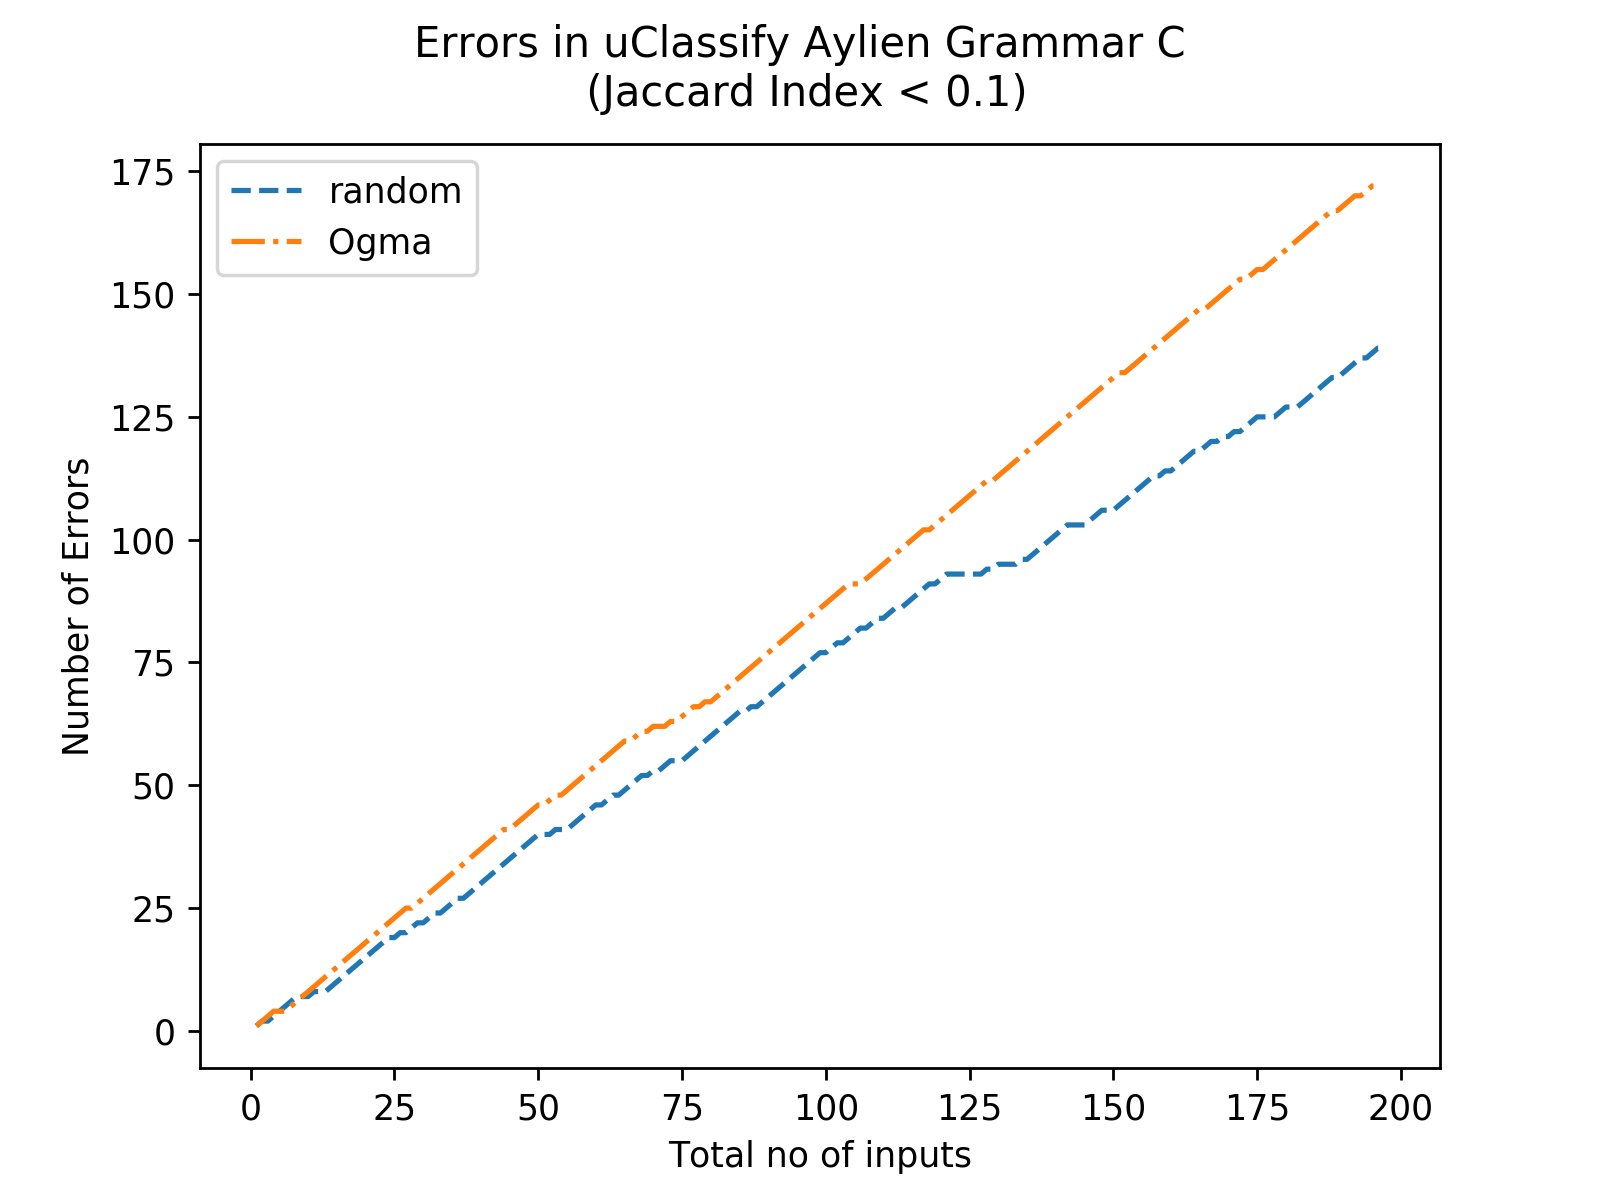 Errors in uClassify Aylien Grammar C
(Jaccard Index < 0.1)
random
Ogma
175
150
125
100
75
50
25
0
Number of Errors
0 25 50 75 100 125 150 175 200
Total no of inputs